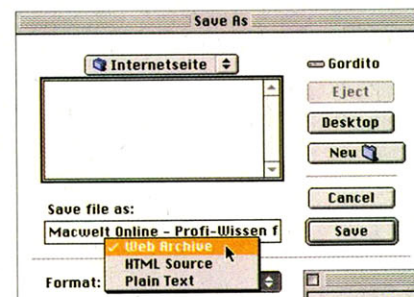 Save As
Internetseite
Gordito
Eject
Desktop
Neu
Save file as:
Macwelt Online – Profi-Wissen f
Cancel
Save
Format:
Web Archive
HTML Source
Plain Text